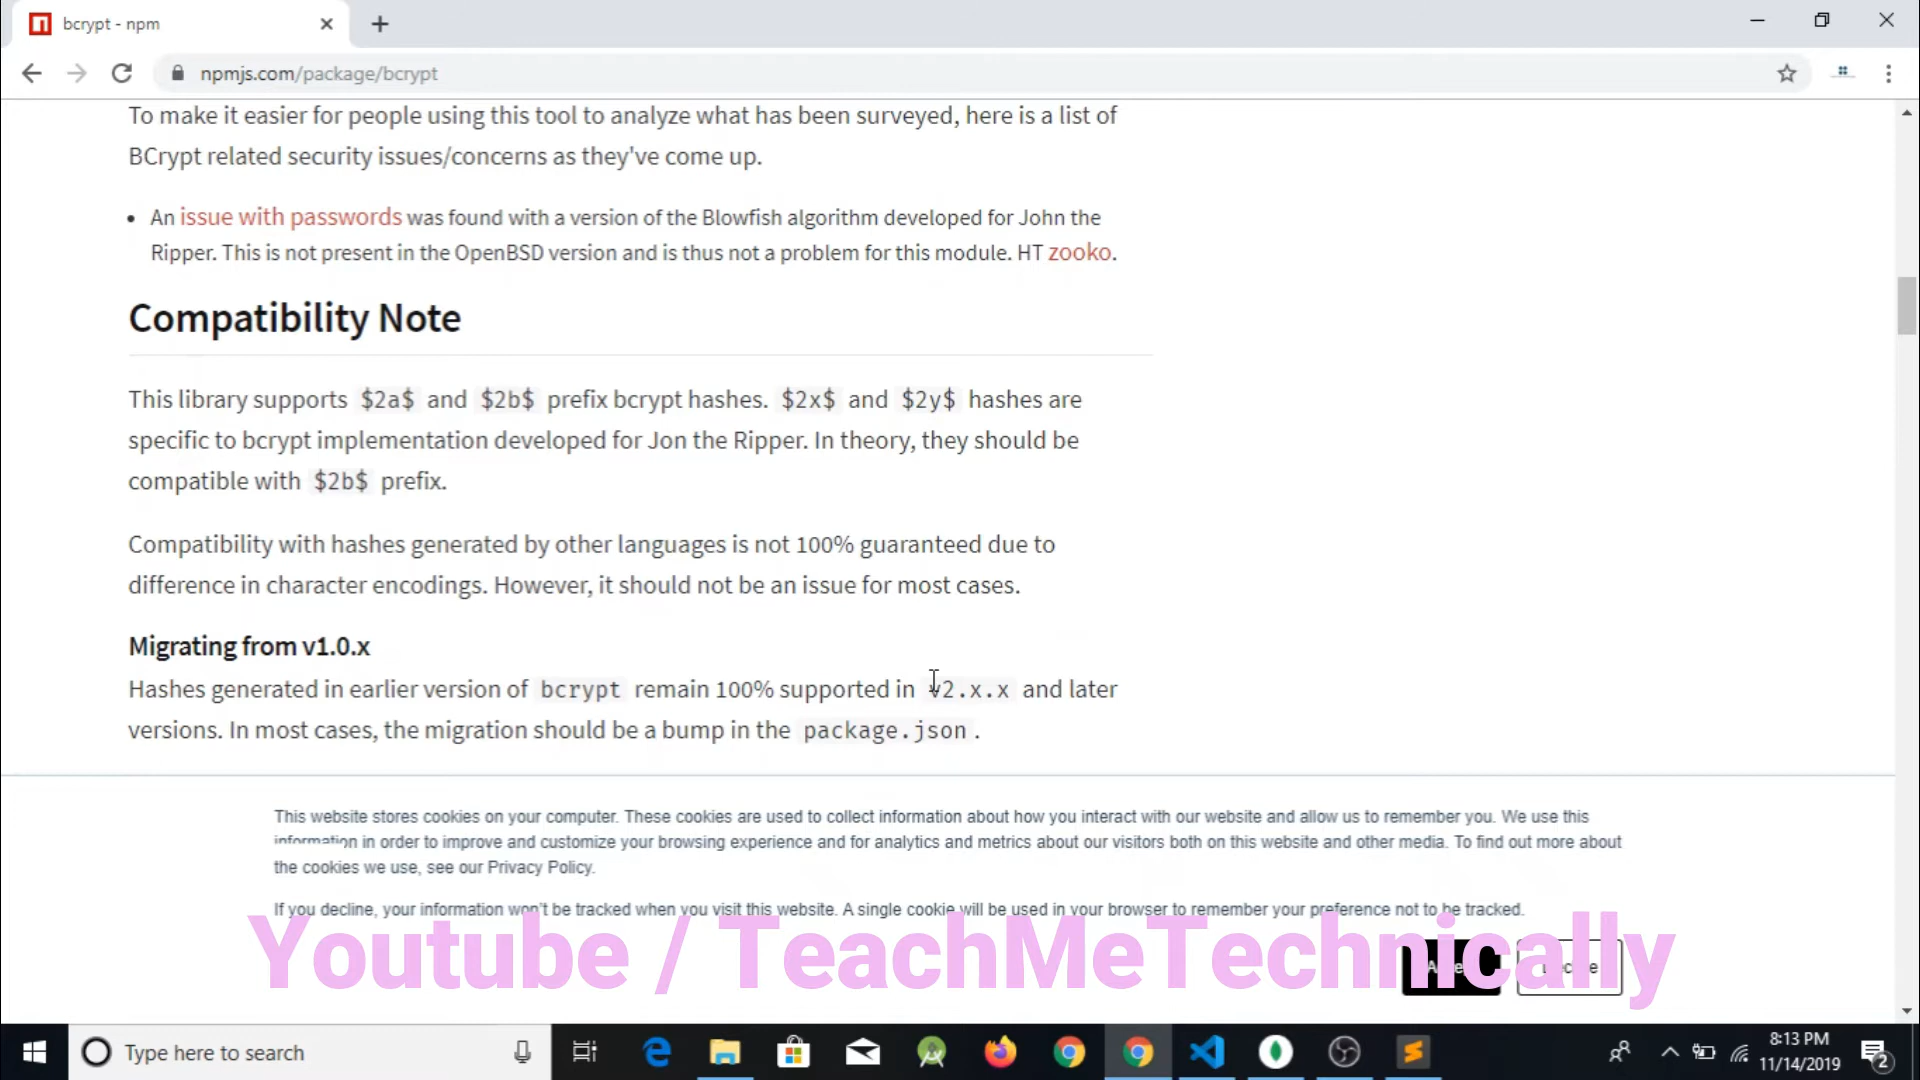 bcrypt - npm
npmjs.com/package/bcrypt
To make it easier for people using this tool to analyze what has been surveyed, here is a list of
BCrypt related security issues/concerns as they've come up.
• An issue with passwords was found with a version of the Blowfish algorithm developed for John the
Ripper. This is not present in the OpenBSD version and is thus not a problem for this module. HT zooko.
Compatibility Note
This library supports $2a$ and $2b$ prefix bcrypt hashes. $2x$ and $2y$ hashes are
specific to bcrypt implementation developed for Jon the Ripper. In theory, they should be
compatible with $2b$ prefix.
Compatibility with hashes generated by other languages is not 100% guaranteed due to
difference in character encodings. However, it should not be an issue for most cases.
Migrating from v1.0.x
Hashes generated in earlier version of bcrypt remain 100% supported in v2.x.x and later
versions. In most cases, the migration should be a bump in the package.json.
This website stores cookies on your computer. These cookies are used to collect information about how you interact with our website and allow us to remember you. We use this
information in order to improve and customize your browsing experience and for analytics and metrics about our visitors both on this website and other media. To find out more about
the cookies we use, see our Privacy Policy.
If you decline, your information won't be tracked when you visit this website. A single cookie will be used in your browser to remember your preference not to be tracked.
Youtube / TeachMeTechnically
Type here to search
8:13 PM
11/14/2019
2